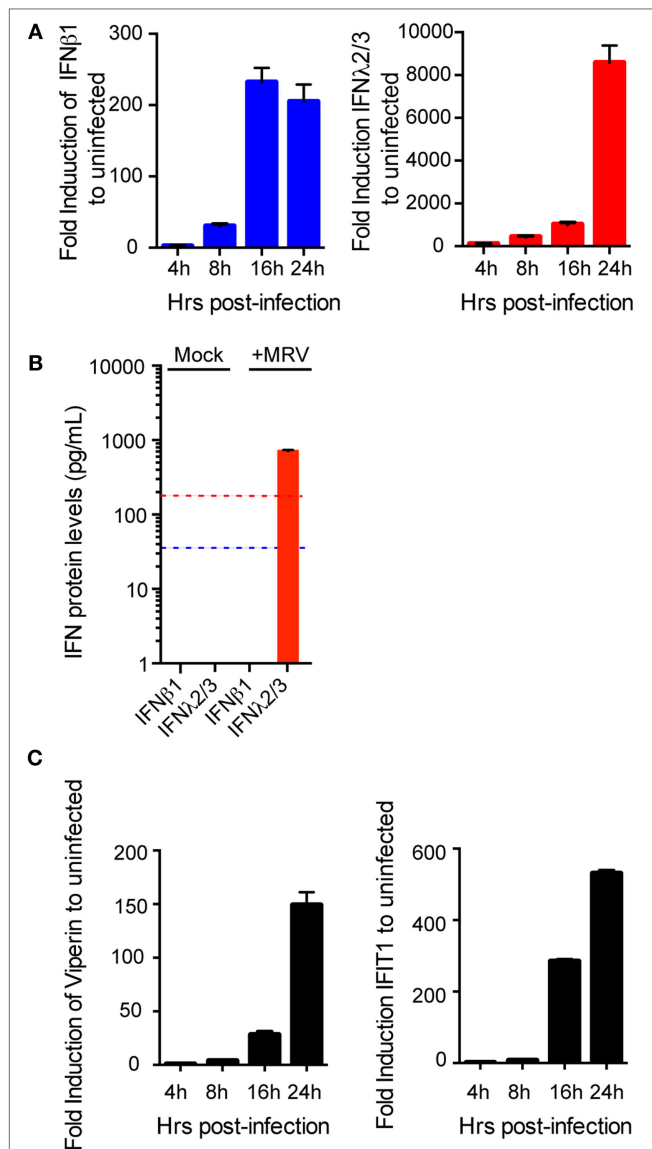 A
Fold Induuction of IFNβ1
to uninfected
300
200
100
0
4h 8h 16h 24h
Hrs post-infection
Fold Induction IFNλ2/3
to uninfected
10000
8000
6000
4000
2000
0
4h 8h 16h 24h
Hrs post-infection
B
Mock +MRV
IFN protein levels (pg/mL)
10000
1000
100
10
1
IFNβ1
IFNλ2/3
IFNβ1
IFNλ2/3
C
Fold Induction of Viperin to uninfected
200
150
100
50
0
4h 8h 16h 24h
Hrs post-infection
Fold Induction IFIT1 to uninfected
600
400
200
0
4h 8h 16h 24h
Hrs post-infection